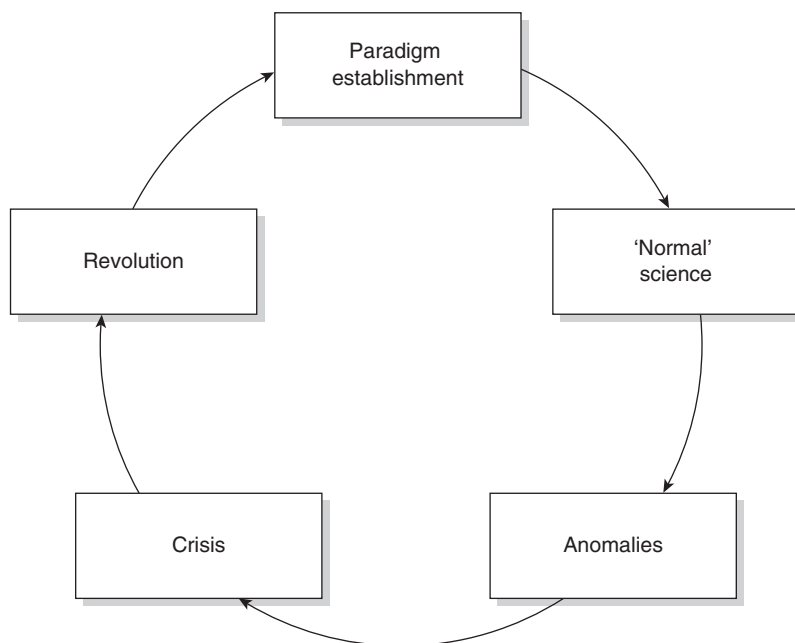 Paradigm
establishment
‘Normal’
science
Anomalies
Crisis
Revolution